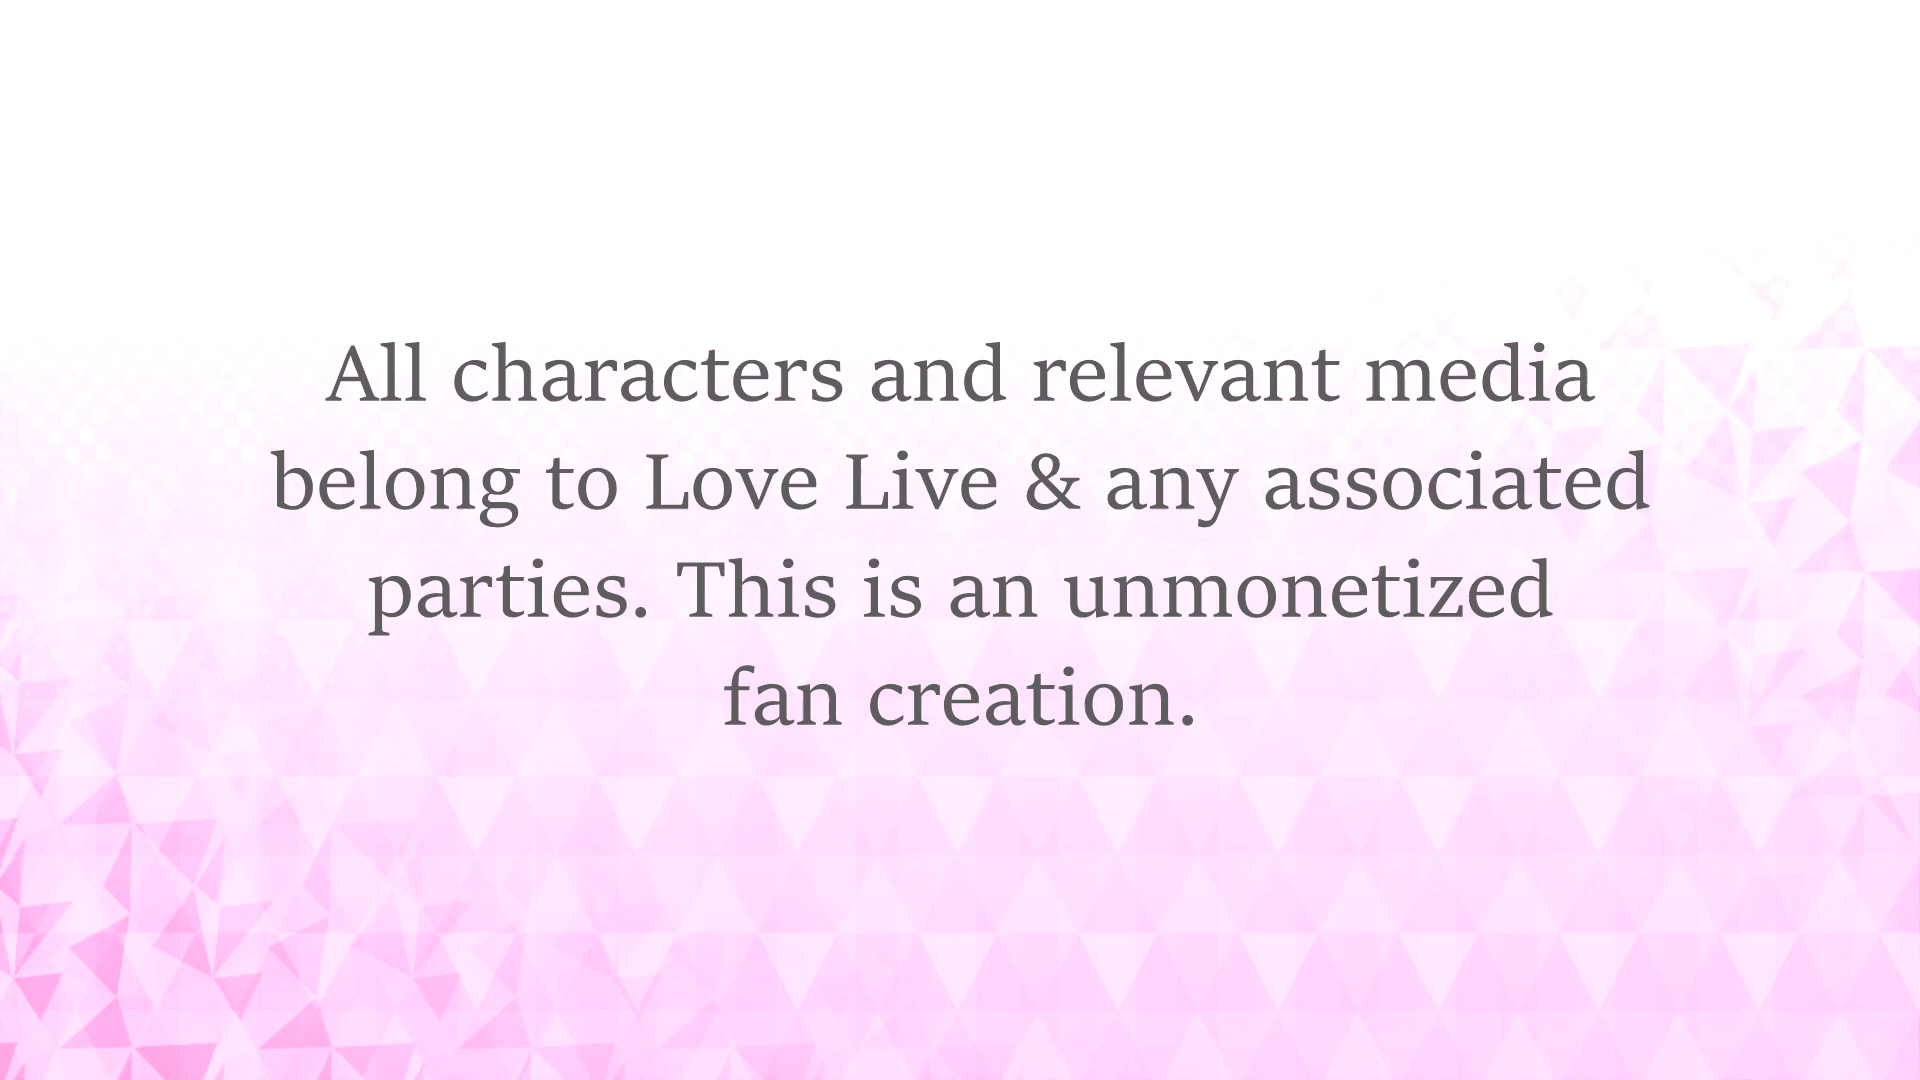 All characters and relevant media
belong to Love Live & any associated
parties. This is an unmonetized
fan creation.